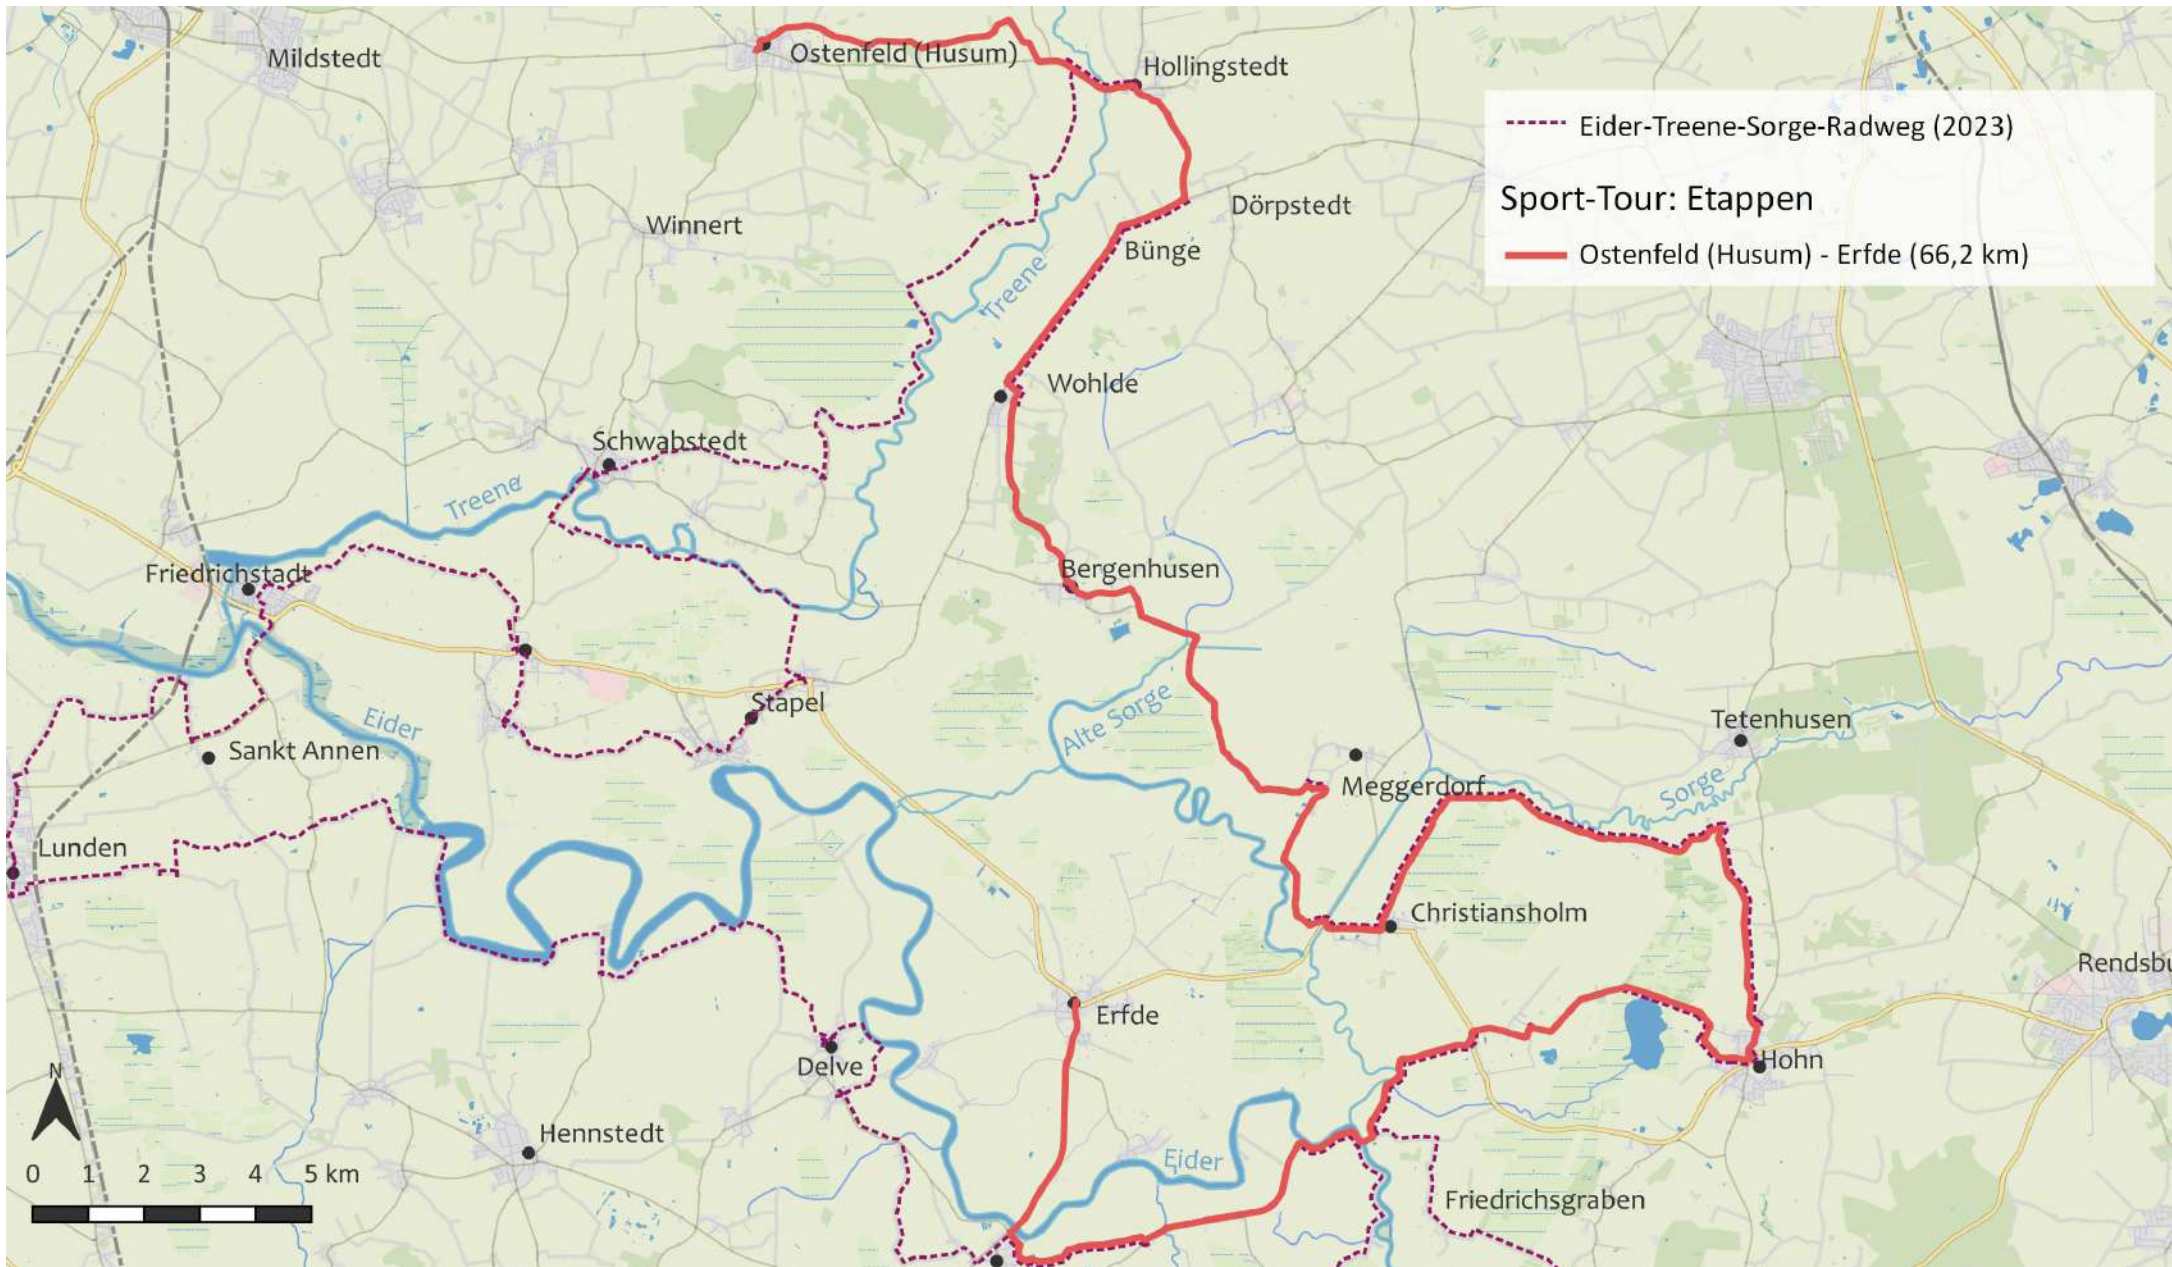 Mildstedt
Ostenfeld (Husum)
Hollingstedt
Eider-Treene-Sorge-Radweg (2023)
Sport-Tour: Etappen
Ostenfeld (Husum) - Erfde (66,2 km)
Winnert
Dörpstedt
Bünge
Treene
Wohlde
Schwabstedt
Treene
Friedrichstadt
Bergenhusen
Stapel
Eider
Alte Sorge
Tetenhusen
Sankt Annen
Meggerdorf
Sorge
Lunden
Christiansholm
Rendsbu
Erfde
Delve
Hohn
N
Hennstedt
Eider
0 1 2 3 4 5 km
Friedrichsgraben